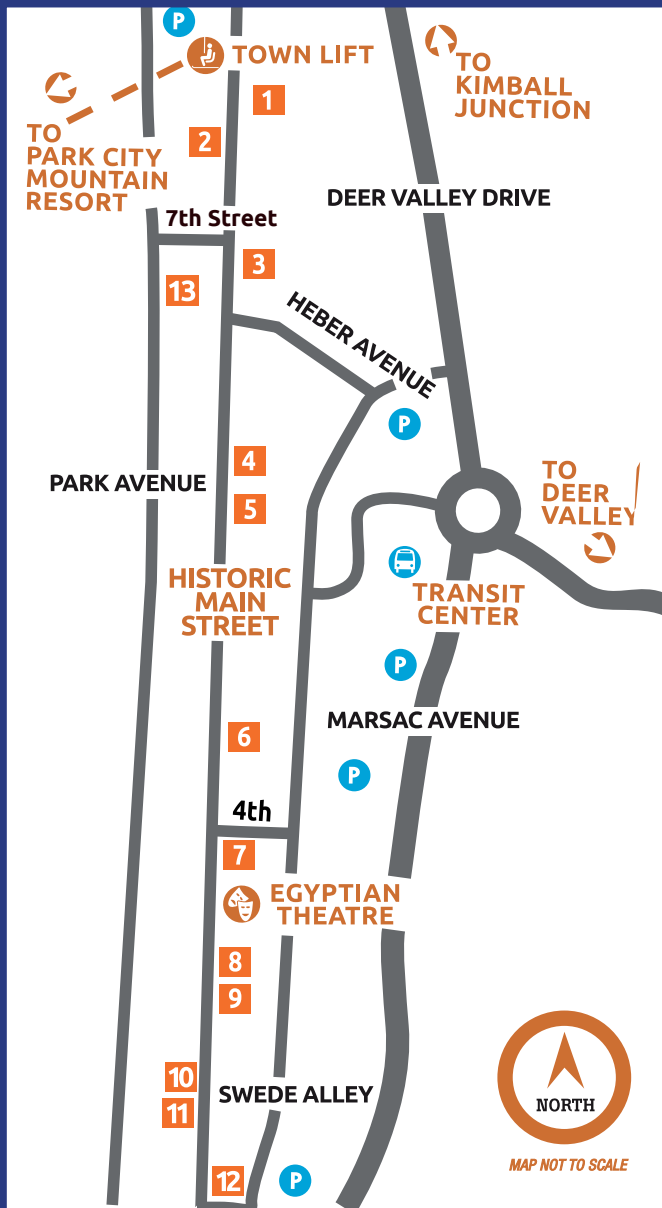 P
TOWN LIFT
TO
KIMBALL
JUNCTION
1
TO
PARK CITY
MOUNTAIN
RESORT
2
DEER VALLEY DRIVE
7th Street
3
13
HEBER AVENUE
P
4
PARK AVENUE
5
TO
DEER
VALLEY
HISTORIC
MAIN
STREET
TRANSIT
CENTER
P
MARSAC AVENUE
6
P
4th
7
EGYPTIAN
THEATRE
8
9
10
11
SWEDE ALLEY
NORTH
MAP NOT TO SCALE
12
P